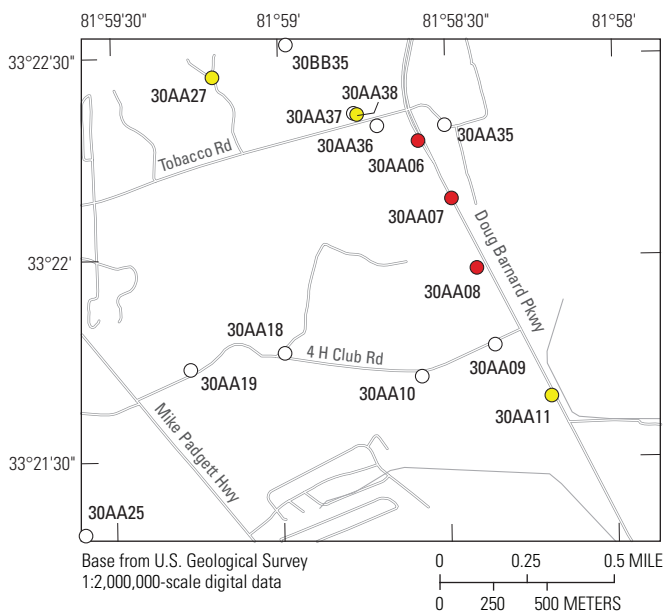 81°59'30" 81°59' 81°58'30" 81°58'
33°22'30"
30BB35
30AA27
30AA38
30AA37
30AA36
30AA35
30AA06
Tobacco Rd
30AA07
Doug Barnard Pkwy
33°22'
30AA08
30AA18
4 H Club Rd
30AA09
30AA19
30AA10
30AA11
Mike Padgett Hwy
33°21'30"
30AA25
Base from U.S. Geological Survey
1:2,000,000-scale digital data
0 0.25 0.5 MILE
0 250 500 METERS